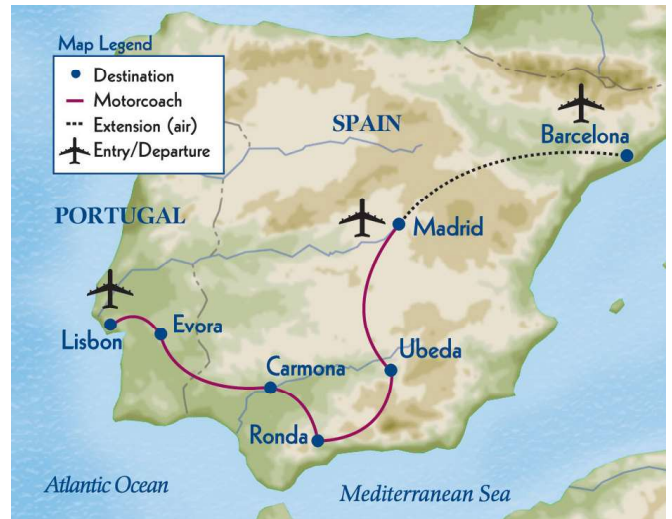 Map Legend
Destination
Motorcoach
Extension (air)
Entry/Departure
SPAIN
Barcelona
PORTUGAL
Madrid
Lisbon
Evora
Carmona
Ubeda
Ronda
Atlantic Ocean
Mediterranean Sea